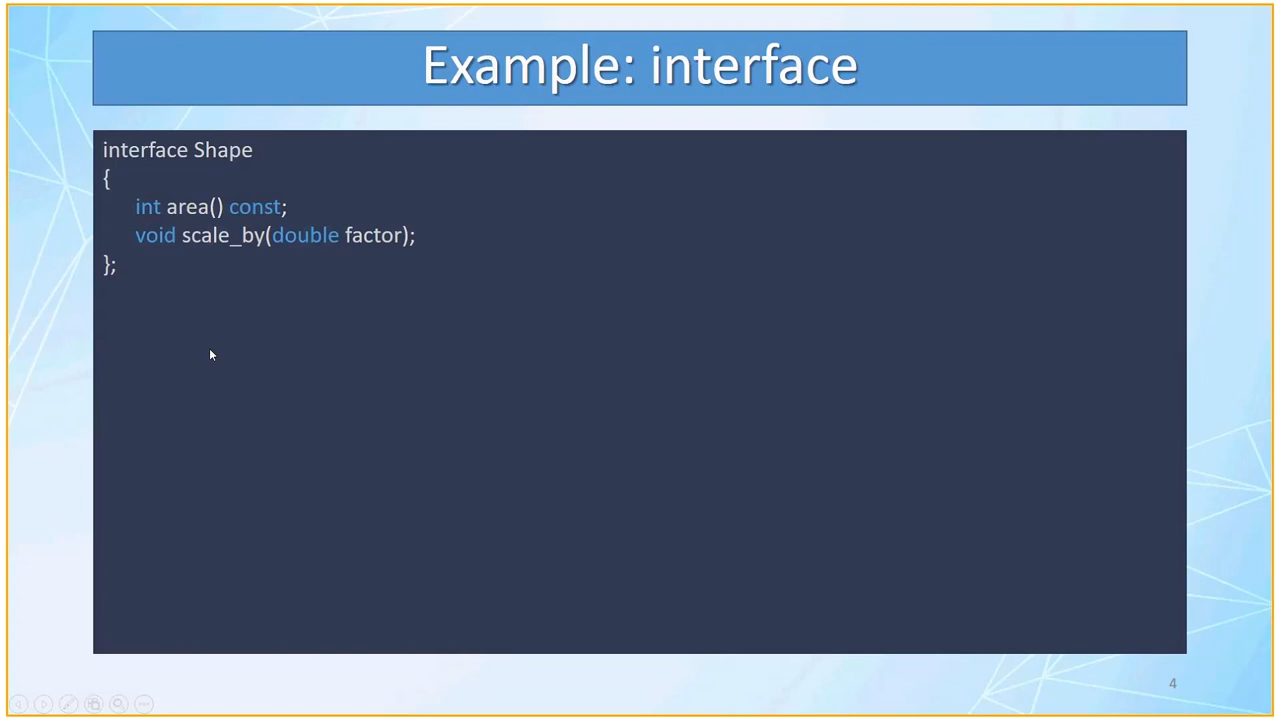 Example: interface
interface Shape
{
int area() const;
void scale_by(double factor);
};
4